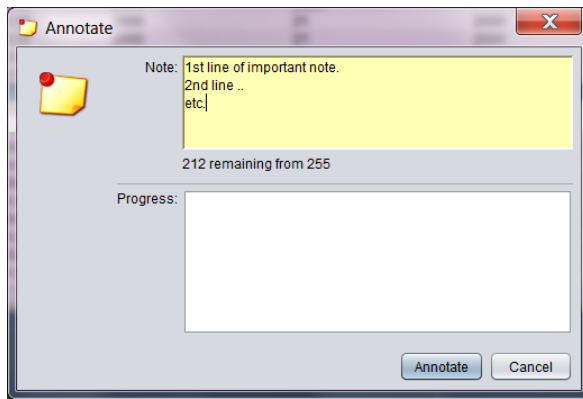 Annotate
X
Note:
1st line of important note.
2nd line ..
etc.
212 remaining from 255
Progress:
Annotate
Cancel